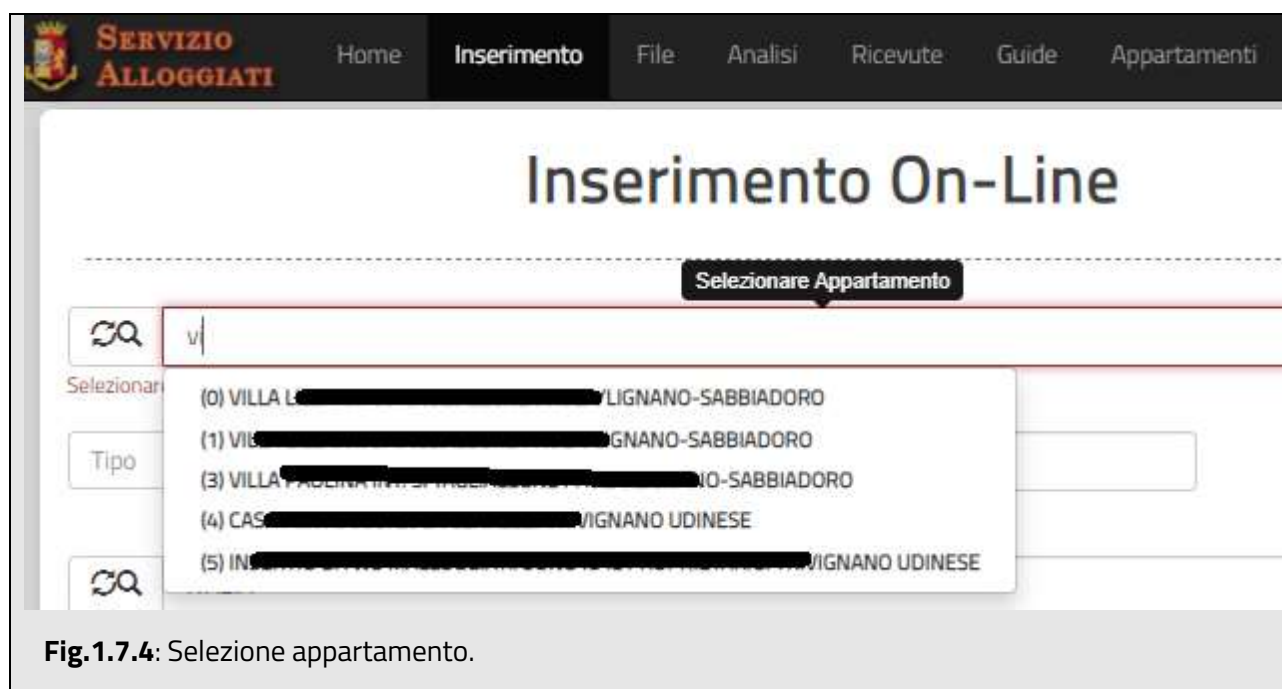 SERVIZIO
ALLOGGIATI
Home Inserimento File Analisi Ricevute Guide Appartamenti
Inserimento On-Line
Selezionare Appartamento
vi
(0) VILLA L /LIGNANO-SABBIADORO
(1) VIL GNANO-SABBIADORO
(3) VILLA NO-SABBIADORO
Tipo
(4) CAS VIGNANO UDINESE
(5) IN VIGNANO UDINESE
Fig.1.7.4: Selezione appartamento.